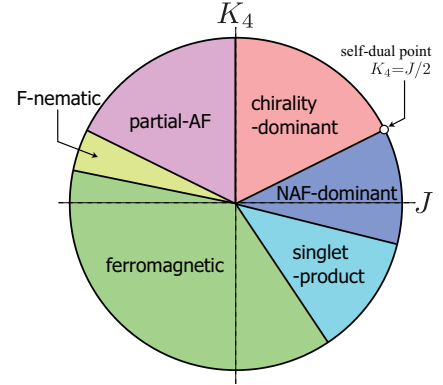 K₄
self-dual point
K₄=J/2
F-nematic
partial-AF
chirality
-dominant
NAF-dominant
J
singlet
-product
ferromagnetic